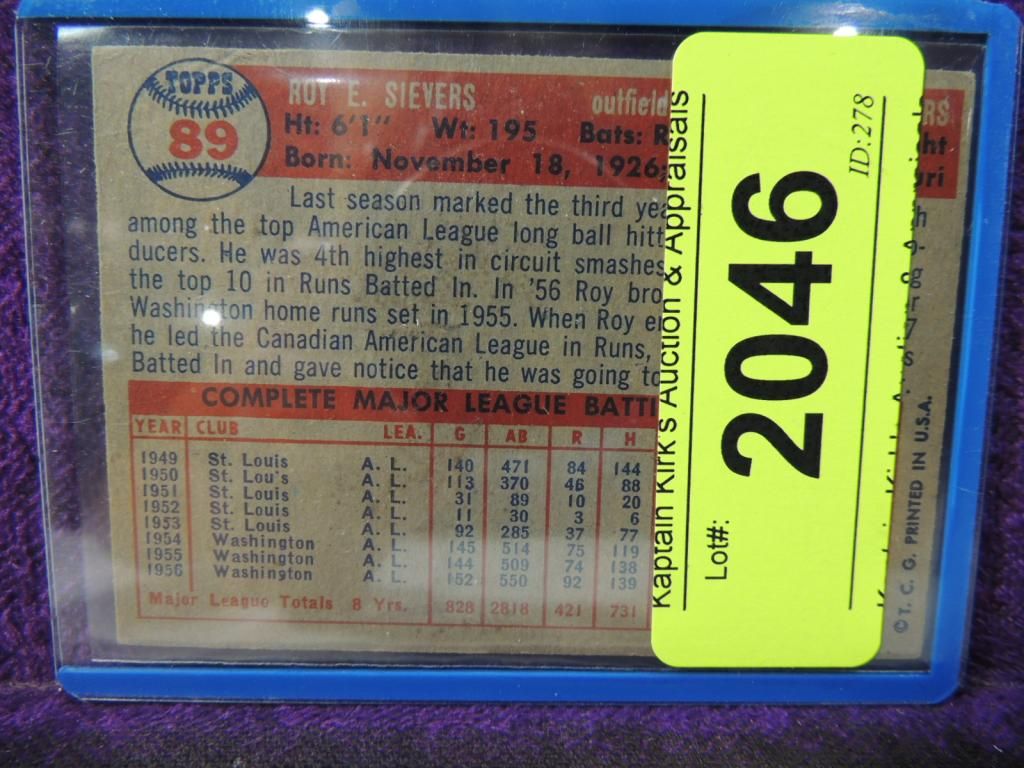 TOPPS
89
ROY E. SIEVERS outfield RS
Ht: 6'1" Wt: 195 Bats: R ht
Born: November 18, 1926; uri
Last season marked the third yea
among the top American League long ball hitt
ducers. He was 4th highest in circuit smashes
the top 10 in Runs Batted In. In '56 Roy bro
Washington home runs set in 1955. When Roy en
he led the Canadian American League in Runs,
Batted In and gave notice that he was going to
COMPLETE MAJOR LEAGUE BATTI
YEAR CLUB LEA. G AB R H
1949 St. Louis A. L. 140 471 84 144
1950 St. Lou's A. L. 113 370 46 88
1951 St. Louis A. L. 31 89 10 20
1952 St. Louis A. L. 11 30 3 6
1953 St. Louis A. L. 92 285 37 77
1954 Washington A. L. 145 514 75 119
1955 Washington A. L. 144 509 74 138
1956 Washington A. L. 152 550 92 139
Major League Totals 8 Yrs. 828 2818 421 731
© T. C. G. PRINTED IN U.S.A.
Kaptain Kirk's Auction & Appraisals
Lot#:
2046
ID:278